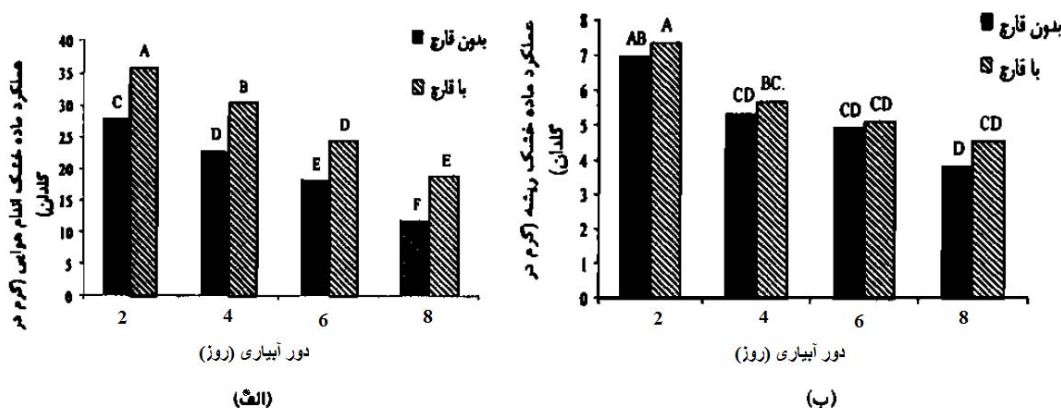 عملکرد ماده خشک اندام هوایی (گرم در گلدان)
40
35
30
25
20
15
10
5
0
بدون قارچ
با قارچ
C A D B E D F E
2 4 6 8
دور آبیاری (روز)
(الف)
عملکرد ماده خشک ریشه (گرم در گلدان)
8
7
6
5
4
3
2
1
0
بدون قارچ
با قارچ
AB A CD BC. CD CD D CD
2 4 6 8
دور آبیاری (روز)
(ب)